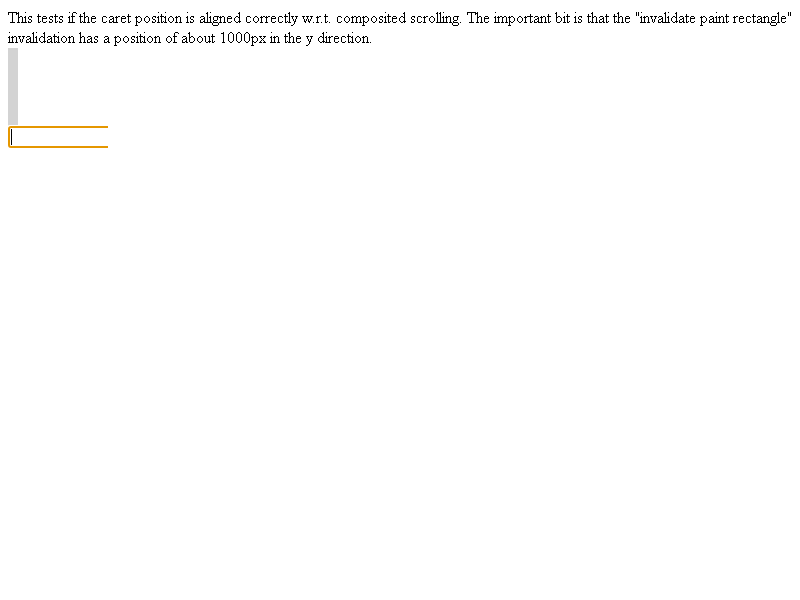 This tests if the caret position is aligned correctly w.r.t. composited scrolling. The important bit is that the "invalidate paint rectangle"
invalidation has a position of about 1000px in the y direction.